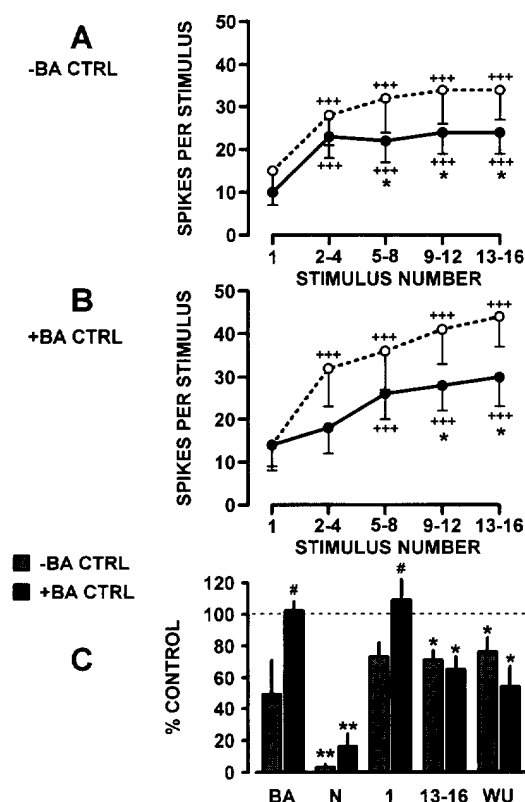 A
-BA CTRL
SPIKES PER STIMULUS
50
40
30
20
10
0
+++ +++ +++ +++
+++ +++ +++ +++
* * *
1 2-4 5-8 9-12 13-16
STIMULUS NUMBER
B
+BA CTRL
SPIKES PER STIMULUS
50
40
30
20
10
0
+++ +++ +++ +++
+++ +++ +++
* *
1 2-4 5-8 9-12 13-16
STIMULUS NUMBER
-BA CTRL
+BA CTRL
C
% CONTROL
120
100
80
60
40
20
0
# ** ** # * * * *
BA N 1 13-16 WU